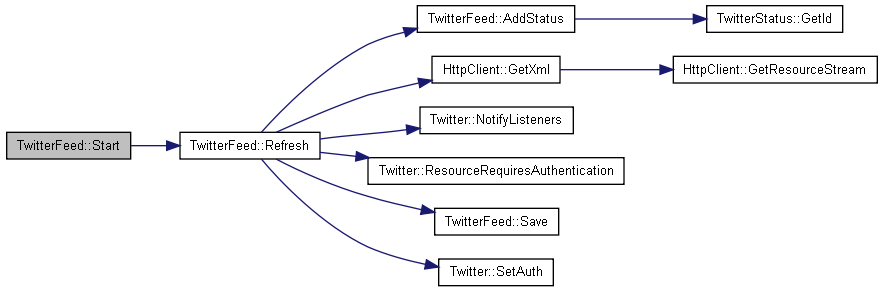 TwitterFeed::AddStatus
TwitterStatus::GetId
HttpClient::GetXml
HttpClient::GetResourceStream
Twitter::NotifyListeners
TwitterFeed::Start
TwitterFeed::Refresh
Twitter::ResourceRequiresAuthentication
TwitterFeed::Save
Twitter::SetAuth